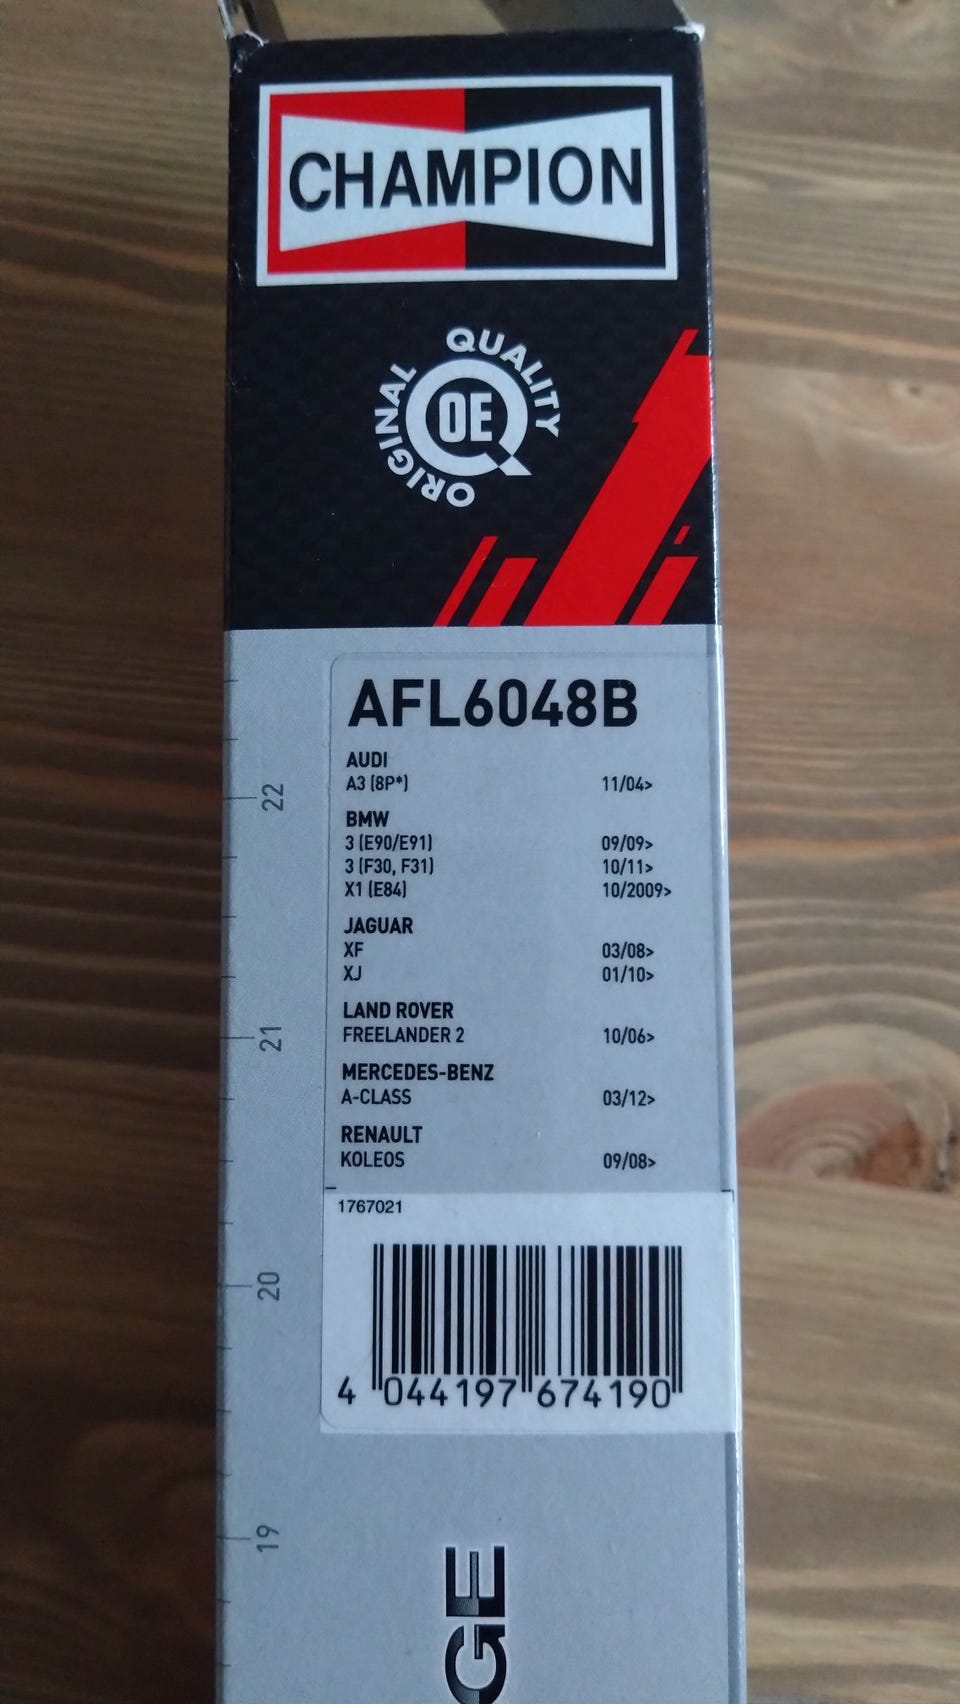 CHAMPION
ORIGINAL QUALITY
OE
AFL6048B
AUDI
A3 (8P*) 11/04>
BMW
3 (E90/E91) 09/09>
3 (F30, F31) 10/11>
X1 (E84) 10/2009>
JAGUAR
XF 03/08>
XJ 01/10>
LAND ROVER
FREELANDER 2 10/06>
MERCEDES-BENZ
A-CLASS 03/12>
RENAULT
KOLEOS 09/08>
1767021
4 044197 674190
22
21
20
19
GE